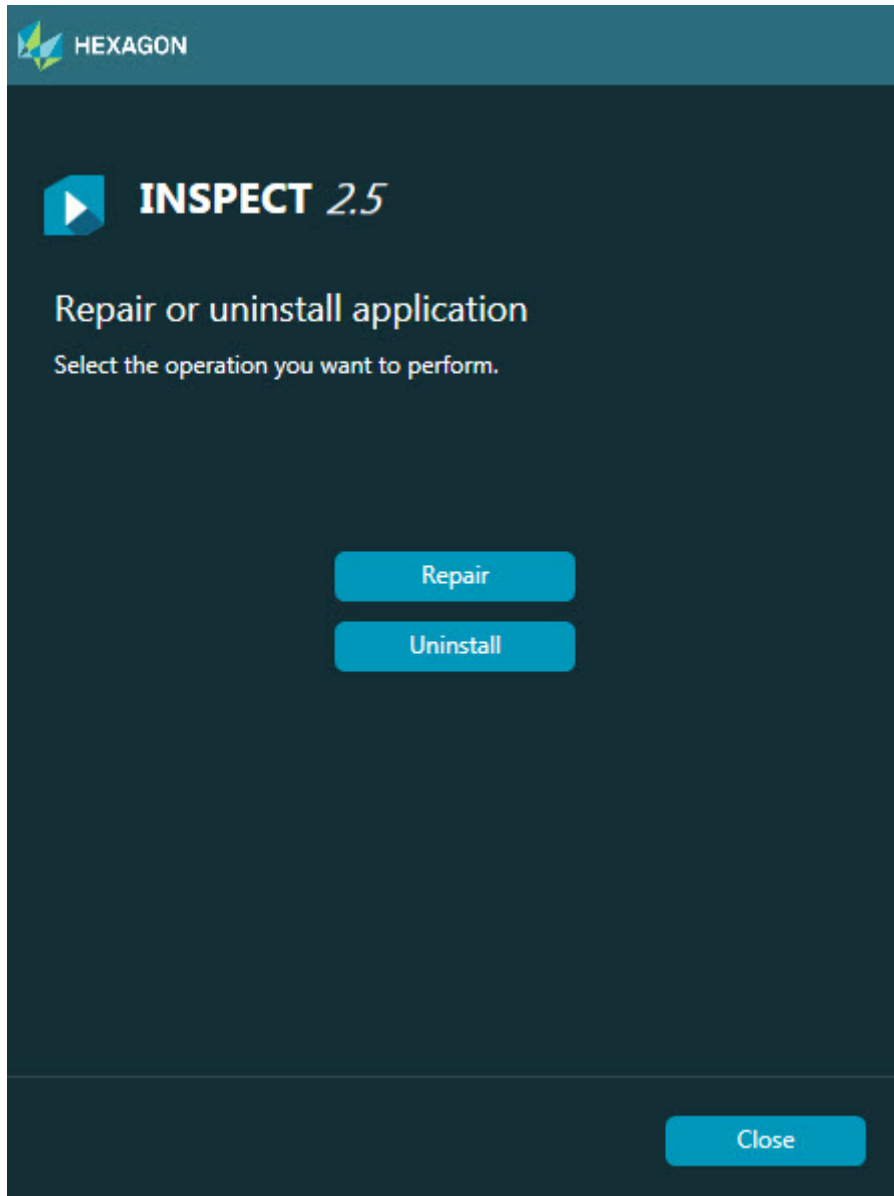 HEXAGON
INSPECT 2.5
Repair or uninstall application
Select the operation you want to perform.
Repair
Uninstall
Close